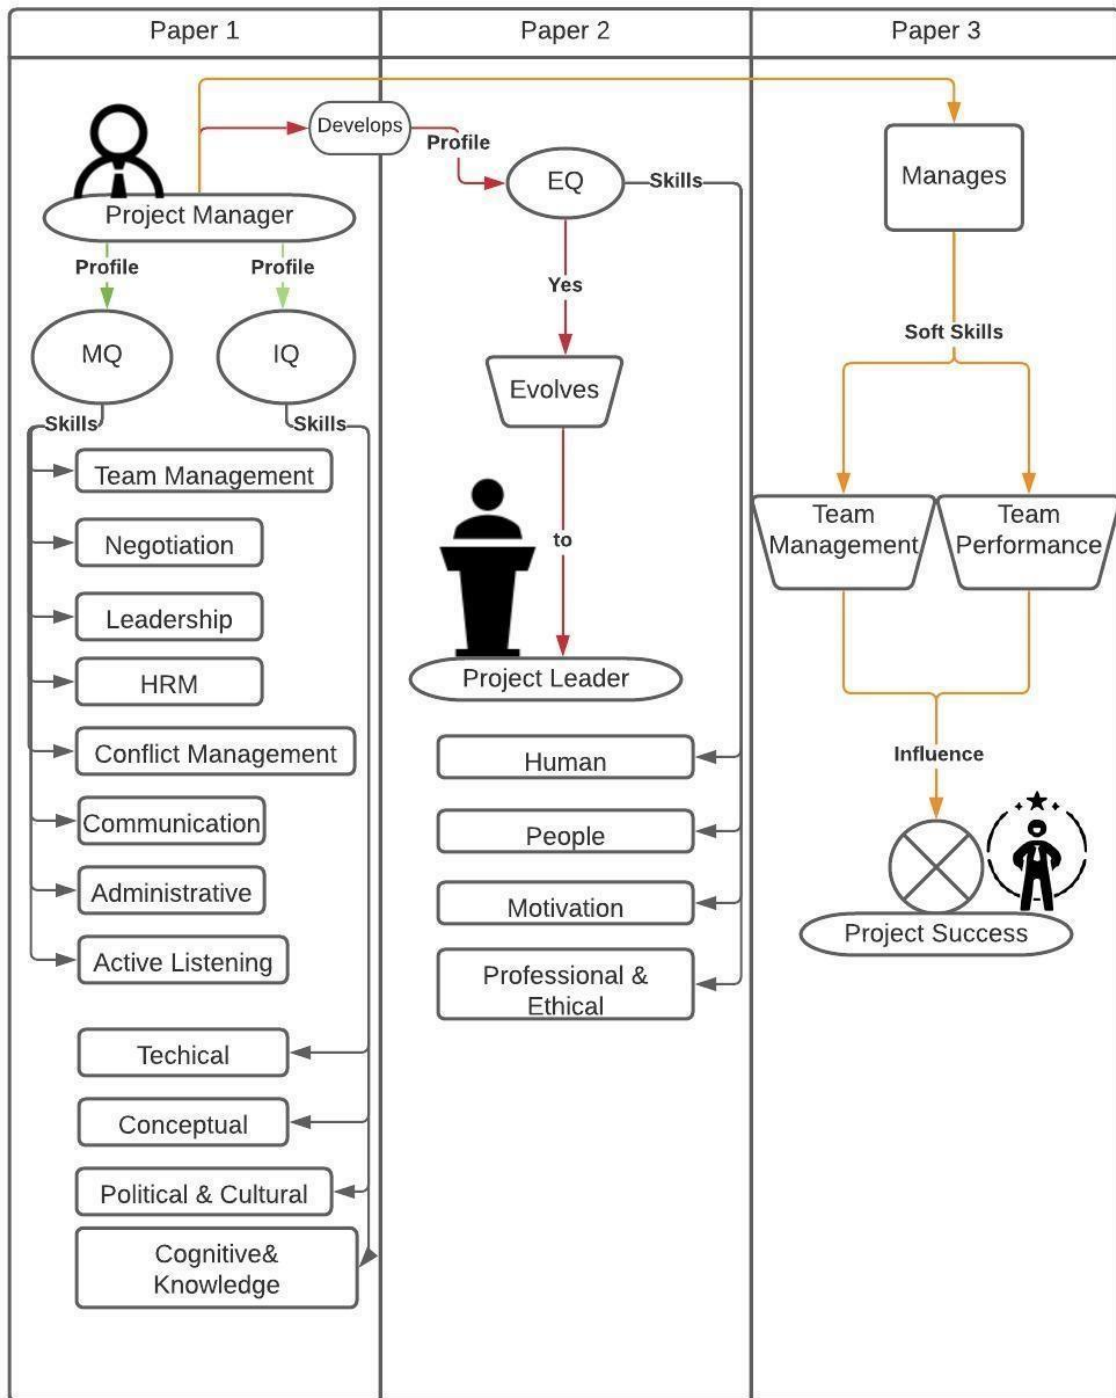 Paper 1
Paper 2
Paper 3
Develops
Profile
Project Manager
Profile
Profile
MQ
IQ
Skills
Skills
Team Management
Negotiation
Leadership
HRM
Conflict Management
Communication
Administrative
Active Listening
Techical
Conceptual
Political & Cultural
Cognitive&
Knowledge
EQ
Skills
Yes
Evolves
to
Project Leader
Human
People
Motivation
Professional &
Ethical
Manages
Soft Skills
Team
Management
Team
Performance
Influence
Project Success